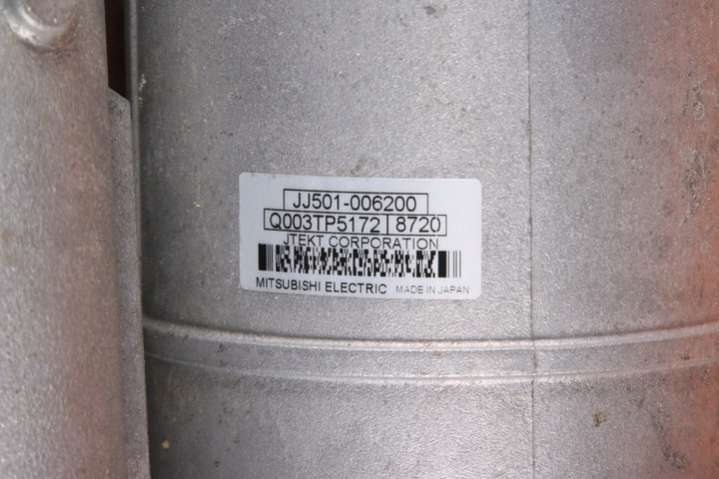 JJ501-006200
Q003TP5172 8720
JTEKT CORPORATION
MITSUBISHI ELECTRIC MADE IN JAPAN